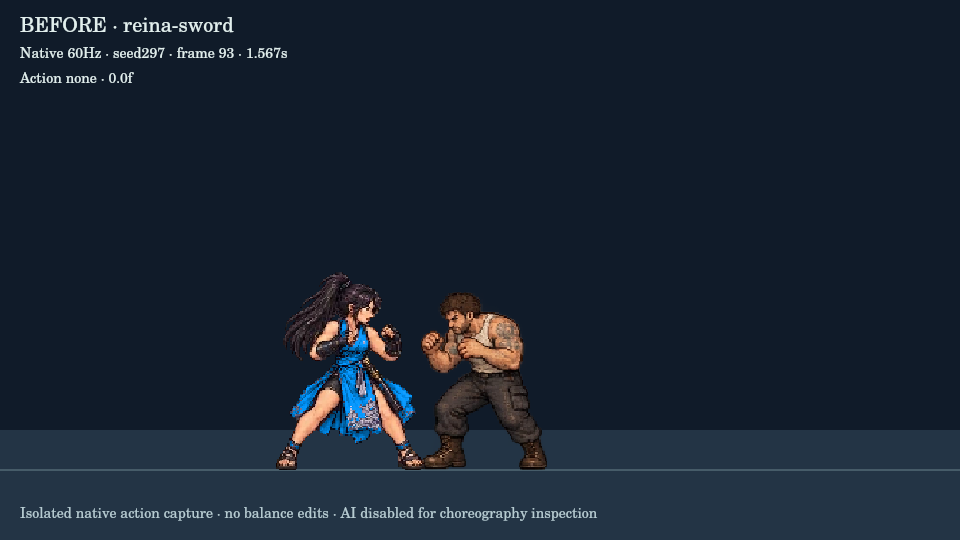 BEFORE · reina-sword
Native 60Hz · seed297 · frame 93 · 1.567s
Action none · 0.0f
Isolated native action capture · no balance edits · AI disabled for choreography inspection